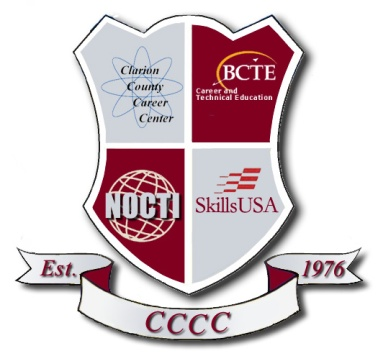 Clarion
County
Career
Center
BCTE
Career and
Technical Education
NOCTI
SkillsUSA
Est.
1976
CCCC